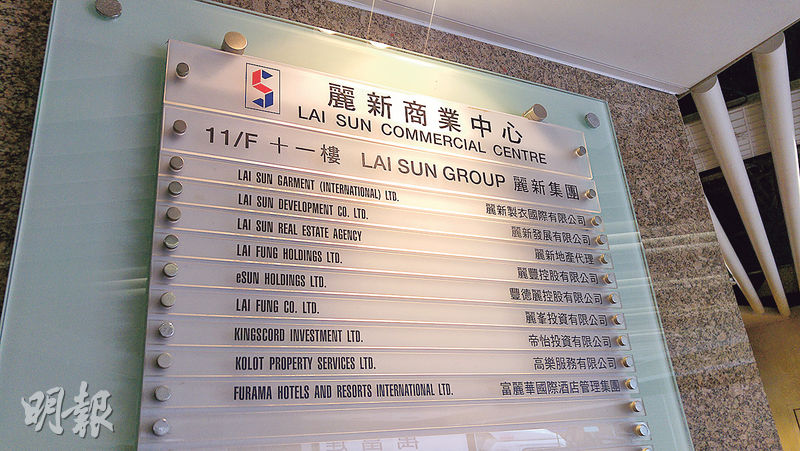 麗新商業中心
LAI SUN COMMERCIAL CENTRE
11/F 十一樓 LAI SUN GROUP 麗新集團
LAI SUN GARMENT (INTERNATIONAL) LTD. 麗新製衣國際有限公司
LAI SUN DEVELOPMENT CO. LTD. 麗新發展有限公司
LAI SUN REAL ESTATE AGENCY 麗新地產代理
LAI FUNG HOLDINGS LTD. 麗豐控股有限公司
eSUN HOLDINGS LTD. 豐德麗控股有限公司
LAI FUNG CO. LTD. 麗峯投資有限公司
KINGSCORD INVESTMENT LTD. 帝怡投資有限公司
KOLOT PROPERTY SERVICES LTD. 高樂服務有限公司
FURAMA HOTELS AND RESORTS INTERNATIONAL LTD. 富麗華國際酒店管理集團
明報